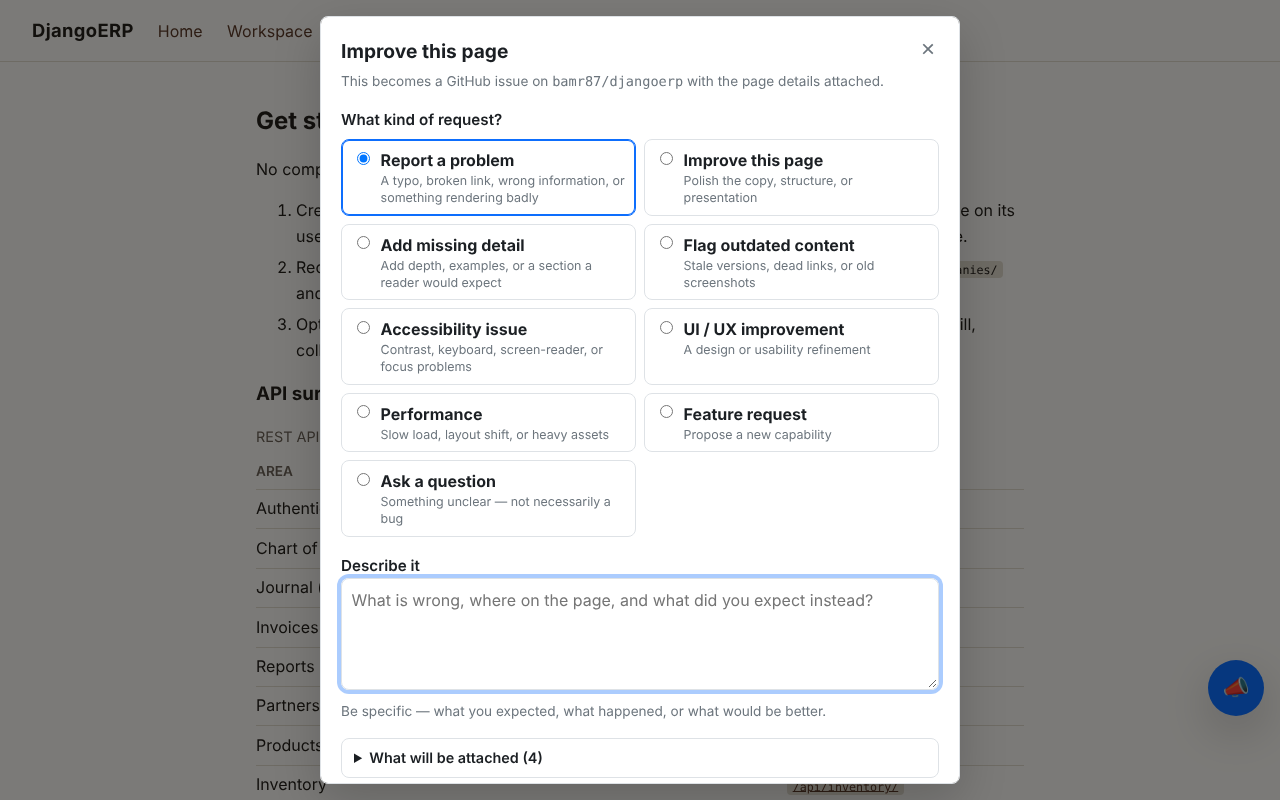 DjangoERP Home Workspace
Improve this page
This becomes a GitHub issue on bamr87/djangoerp with the page details attached.
What kind of request?
Report a problem
A typo, broken link, wrong information, or
something rendering badly
Improve this page
Polish the copy, structure, or
presentation
Add missing detail
Add depth, examples, or a section a
reader would expect
Flag outdated content
Stale versions, dead links, or old
screenshots
Accessibility issue
Contrast, keyboard, screen-reader, or
focus problems
UI / UX improvement
A design or usability refinement
Performance
Slow load, layout shift, or heavy assets
Feature request
Propose a new capability
Ask a question
Something unclear — not necessarily a
bug
Describe it
What is wrong, where on the page, and what did you expect instead?
Be specific — what you expected, what happened, or what would be better.
What will be attached (4)
Get
No
1.
e on its
2.
and
3.
API
REST API
AREA
Chart of
Journal
Invoices
Reports
Partners
Products
Inventory /api/inventory/